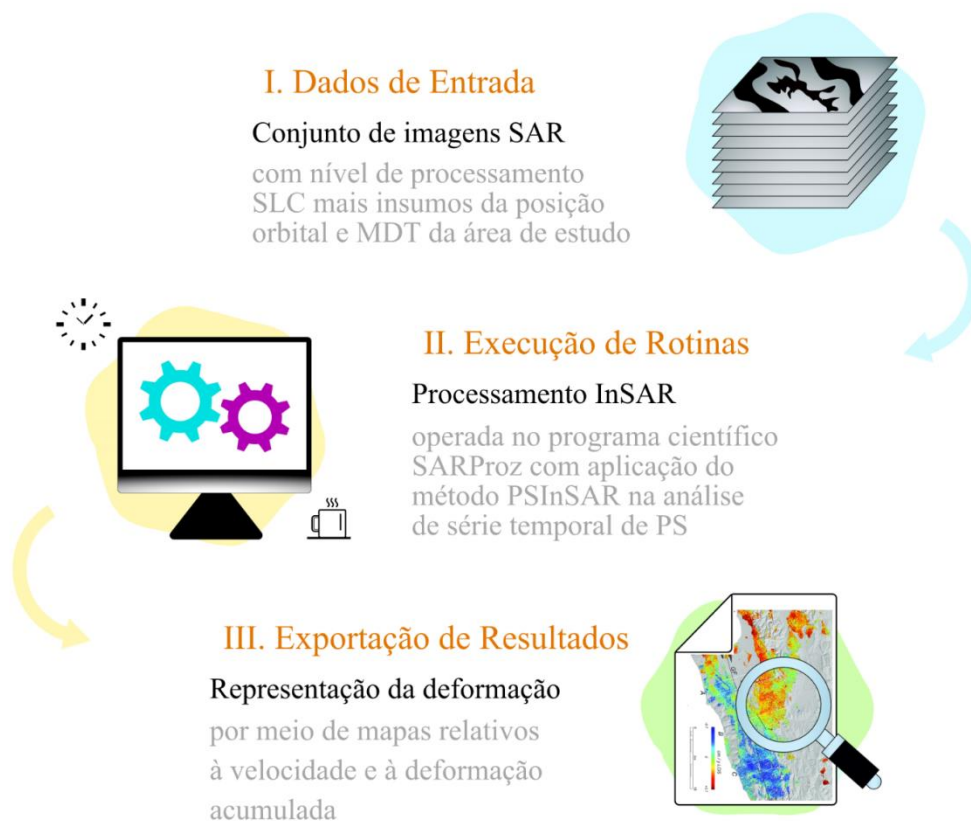 I. Dados de Entrada
Conjunto de imagens SAR
com nível de processamento
SLC mais insumos da posição
orbital e MDT da área de estudo
II. Execução de Rotinas
Processamento InSAR
operada no programa científico
SARProz com aplicação do
método PSInSAR na análise
de série temporal de PS
III. Exportação de Resultados
Representação da deformação
por meio de mapas relativos
à velocidade e à deformação
acumulada